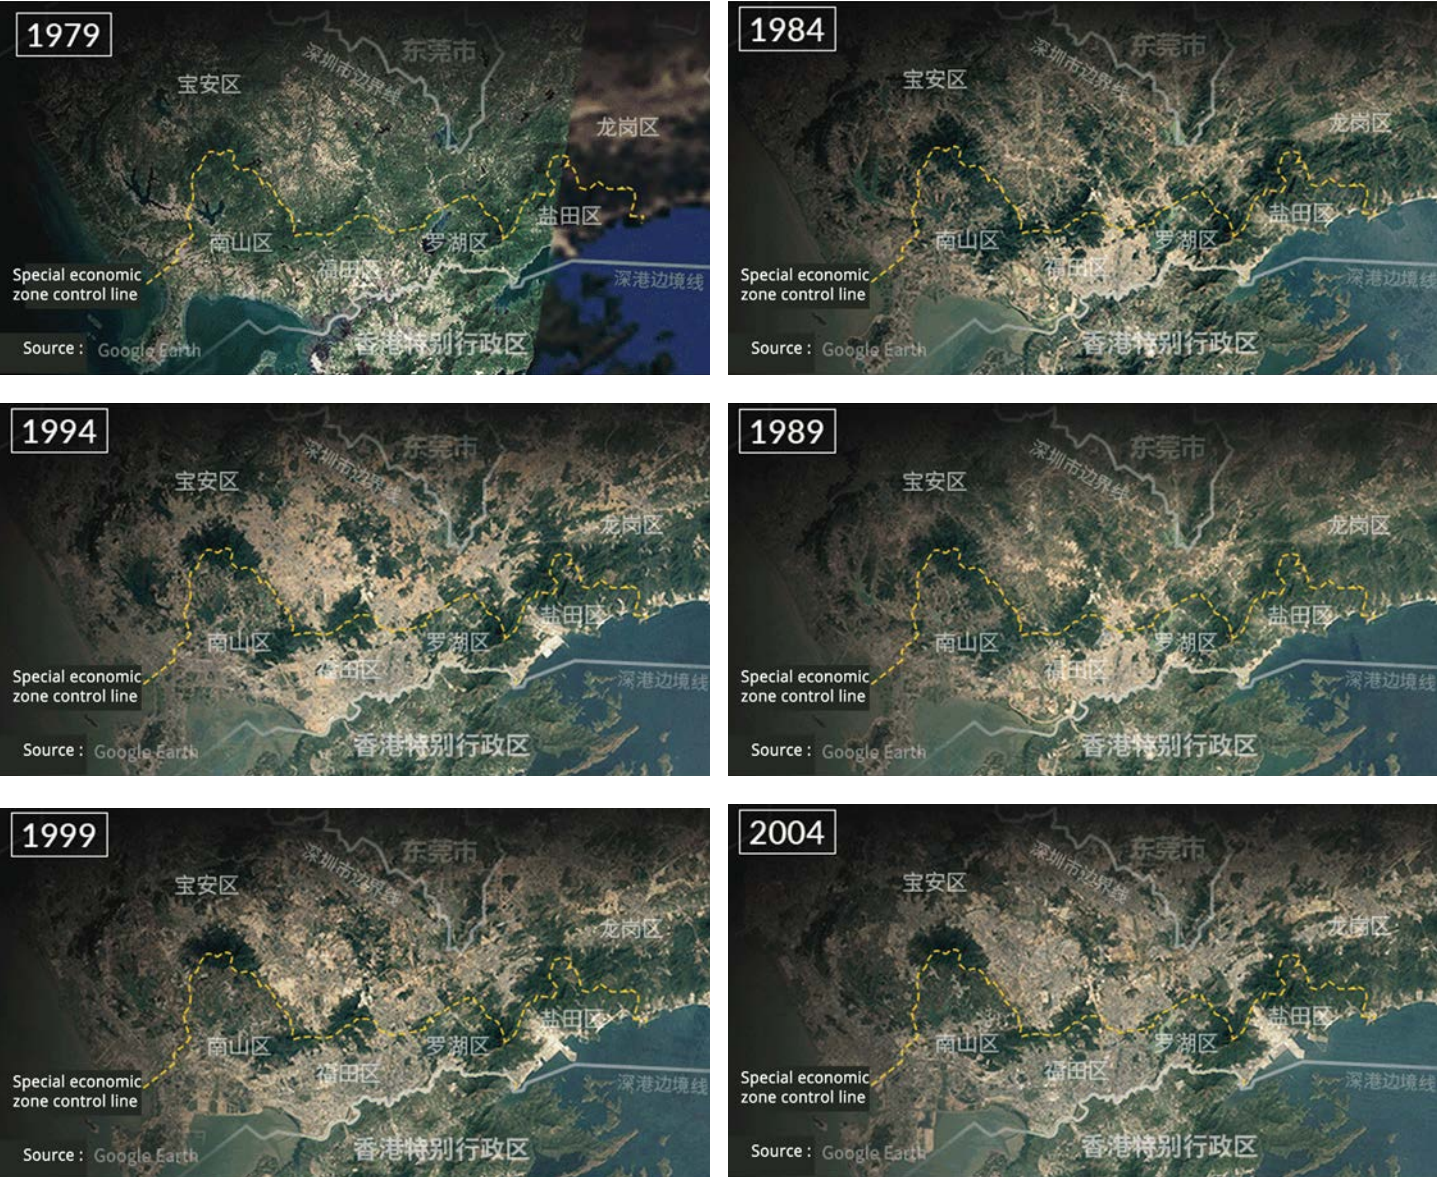 1979
东莞市
深圳市边界线
宝安区
龙岗区
盐田区
南山区
罗湖区
福田区
Special economic
zone control line
深港边境线
Source : Google Earth
香港特别行政区
1984
东莞市
深圳市边界线
宝安区
龙岗区
盐田区
南山区
罗湖区
福田区
Special economic
zone control line
深港边境线
Source : Google Earth
香港特别行政区
1994
东莞市
深圳市边界线
宝安区
龙岗区
盐田区
南山区
罗湖区
福田区
Special economic
zone control line
深港边境线
Source : Google Earth
香港特别行政区
1989
东莞市
深圳市边界线
宝安区
龙岗区
盐田区
南山区
罗湖区
福田区
Special economic
zone control line
深港边境线
Source : Google Earth
香港特别行政区
1999
东莞市
深圳市边界线
宝安区
龙岗区
盐田区
南山区
罗湖区
福田区
Special economic
zone control line
深港边境线
Source : Google Earth
香港特别行政区
2004
东莞市
深圳市边界线
宝安区
龙岗区
盐田区
南山区
罗湖区
福田区
Special economic
zone control line
深港边境线
Source : Google Earth
香港特别行政区